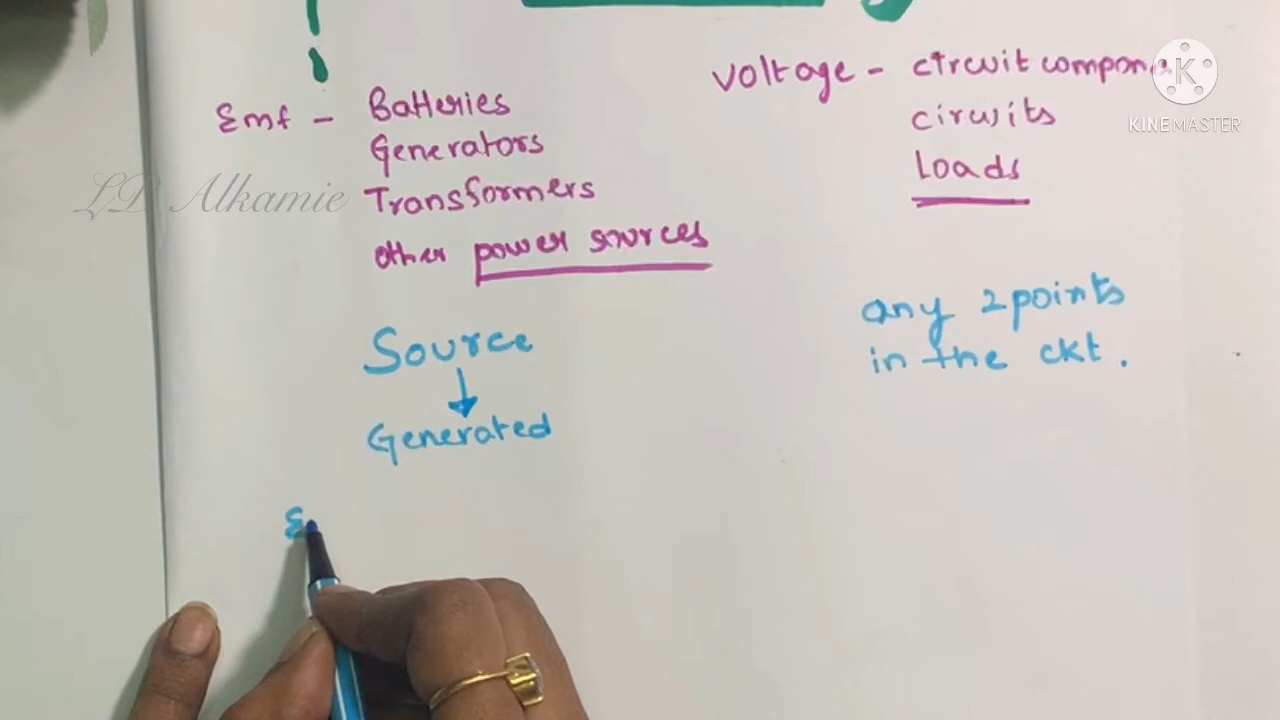 Emf - Batteries
Generators
Transformers
other power sources
Voltage - circuit compone
circuits
Loads
KINEMASTER
LD Alkamie
Source
Generated
any 2 points
in the ckt.
E